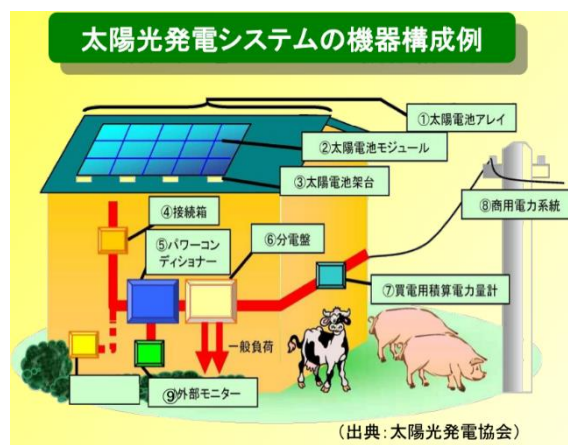 太陽光発電システムの機器構成例
①太陽電池アレイ
②太陽電池モジュール
③太陽電池架台
④接続箱
⑤パワーコン
ディショナー
⑥分電盤
⑧商用電力系統
⑦買電用積算電力量計
一般負荷
⑨外部モニター
(出典:太陽光発電協会)